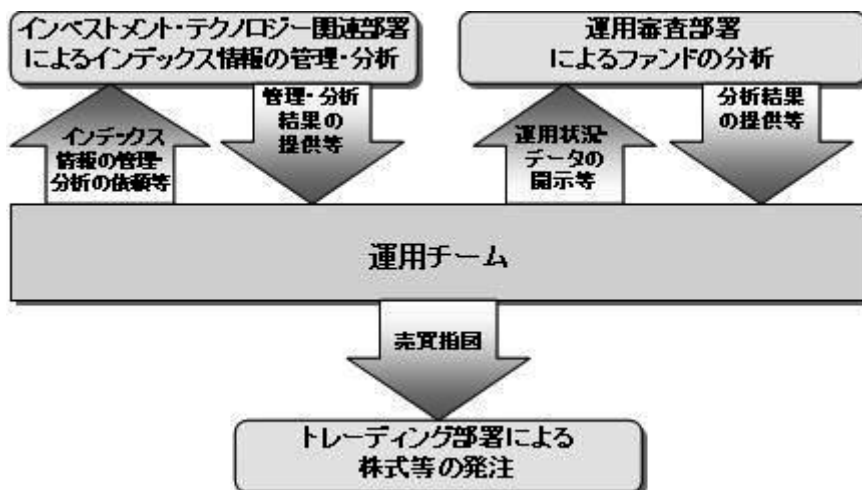 インベストメント・テクノロジー関連部署
によるインデックス情報の管理・分析
運用審査部署
によるファンドの分析
インデックス
情報の管理・
分析の依頼等
管理・分析
結果の
提供等
運用状況・
データの
開示等
分析結果
の提供等
運用チーム
売買指図
トレーディング部署による
株式等の発注